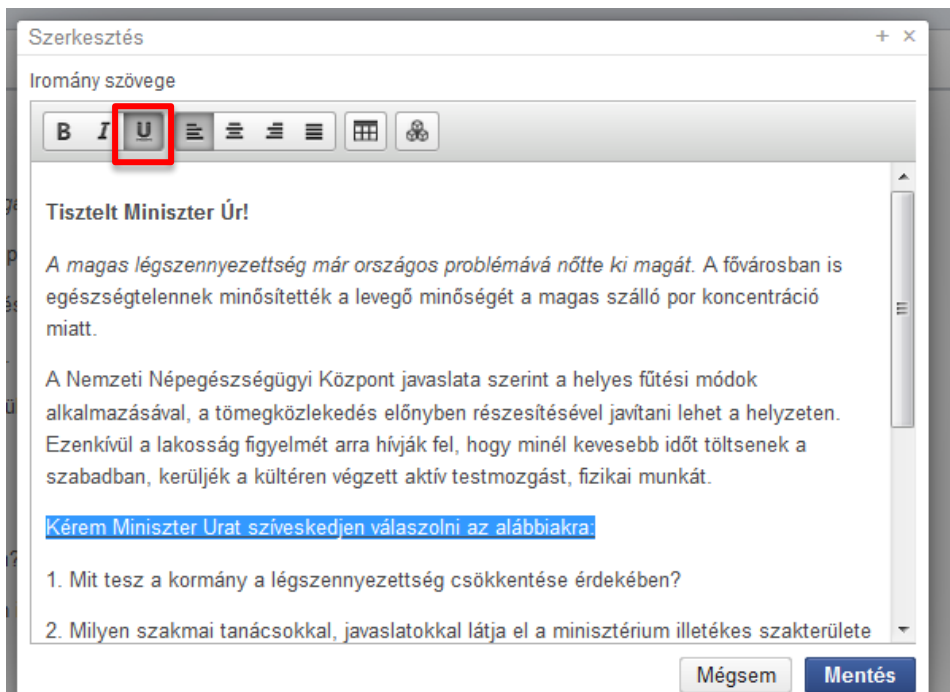 Szerkesztés
Iromány szövege
B I U
Tisztelt Miniszter Úr!
A magas légszennyezettség már országos problémává nőtte ki magát. A fővárosban is
egészségtelennek minősítették a levegő minőségét a magas szálló por koncentráció
miatt.
A Nemzeti Népegészségügyi Központ javaslata szerint a helyes fűtési módok
alkalmazásával, a tömegközlekedés előnyben részesítésével javítani lehet a helyzeten.
Ezenkívül a lakosság figyelmét arra hívják fel, hogy minél kevesebb időt töltsenek a
szabadban, kerüljék a kültéren végzett aktív testmozgást, fizikai munkát.
Kérem Miniszter Urat szíveskedjen válaszolni az alábbiakra:
1. Mit tesz a kormány a légszennyezettség csökkentése érdekében?
2. Milyen szakmai tanácsokkal, javaslatokkal látja el a minisztérium illetékes szakterülete
Mégsem Mentés